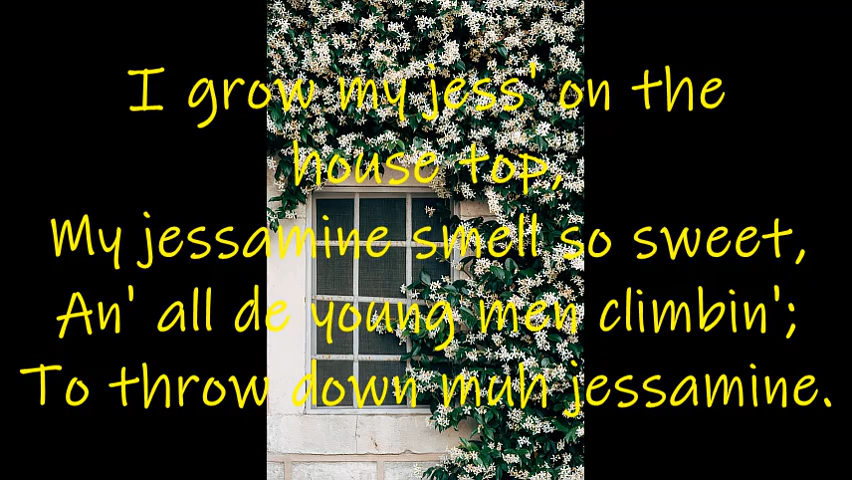 I grow my jess' on the
house top,
My jessamine smell so sweet,
An' all de young men climbin';
To throw down muh jessamine.